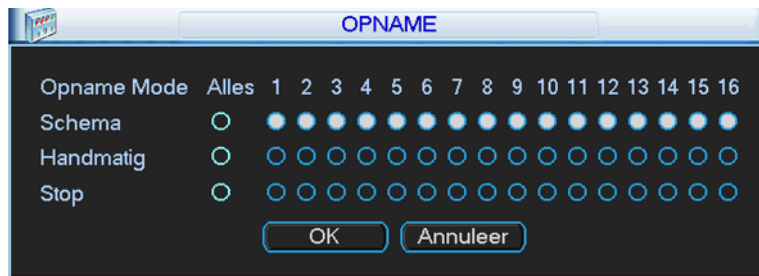 OPNAME
Opname Mode Alles 1 2 3 4 5 6 7 8 9 10 11 12 13 14 15 16
Schema
Handmatig
Stop
OK Annuleer